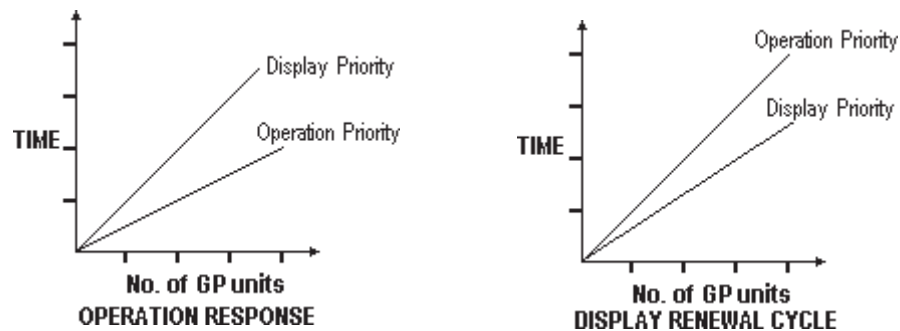 Display Priority
Operation Priority
TIME
No. of GP units
OPERATION RESPONSE
Operation Priority
Display Priority
TIME
No. of GP units
DISPLAY RENEWAL CYCLE